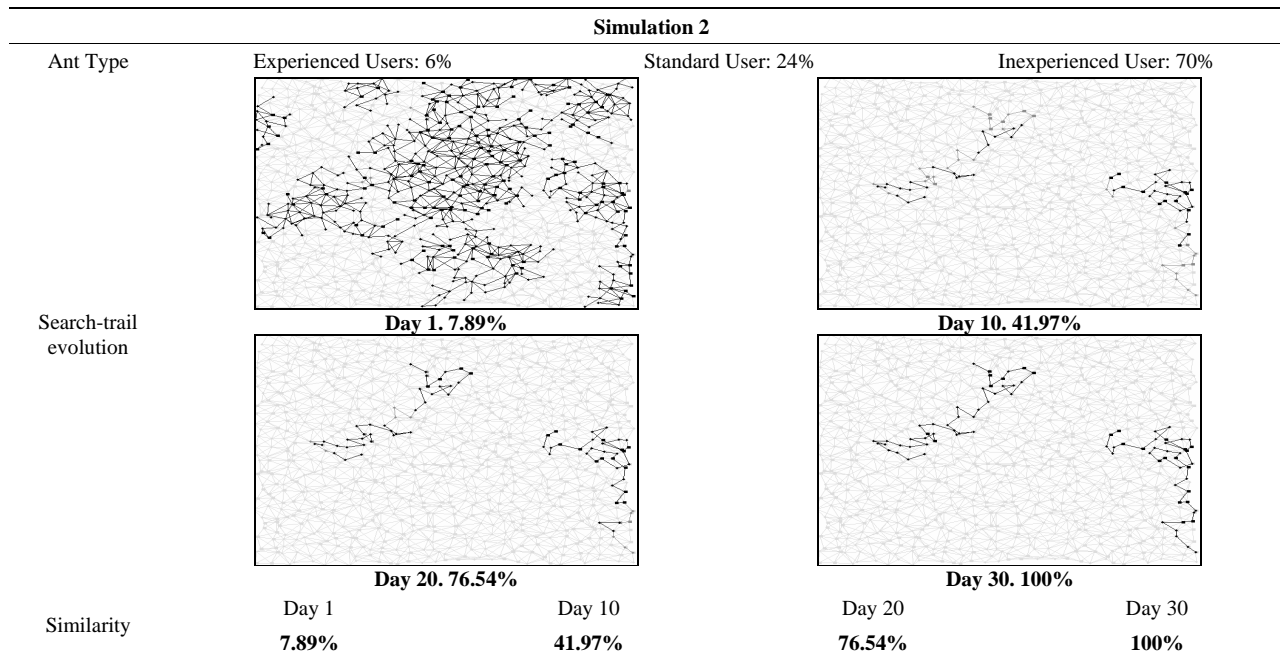 Simulation 2
Ant Type
Experienced Users: 6%
Standard User: 24%
Inexperienced User: 70%
Search-trail
evolution
Day 1. 7.89%
Day 10. 41.97%
Day 20. 76.54%
Day 30. 100%
Similarity
Day 1
Day 10
Day 20
Day 30
7.89%
41.97%
76.54%
100%